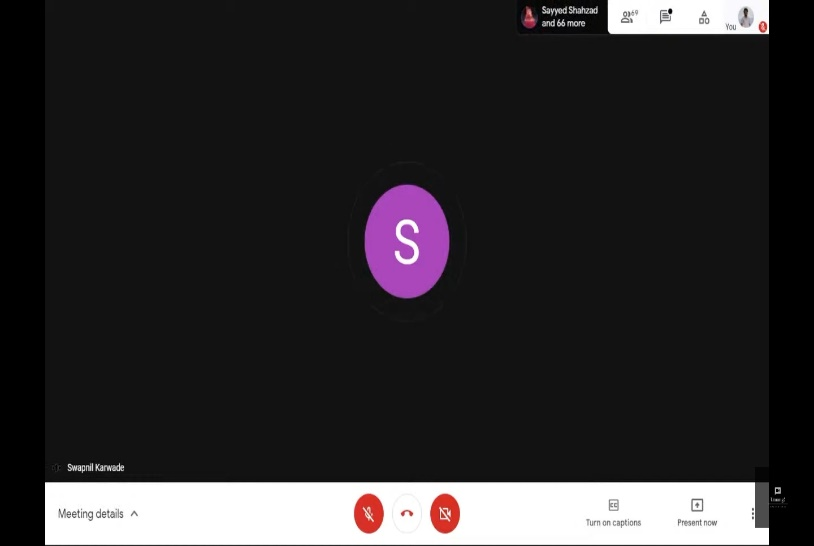 Sayyed Shahzad
and 66 more
69
You
S
Swapnil Karwade
Meeting details
Turn on captions
Present now